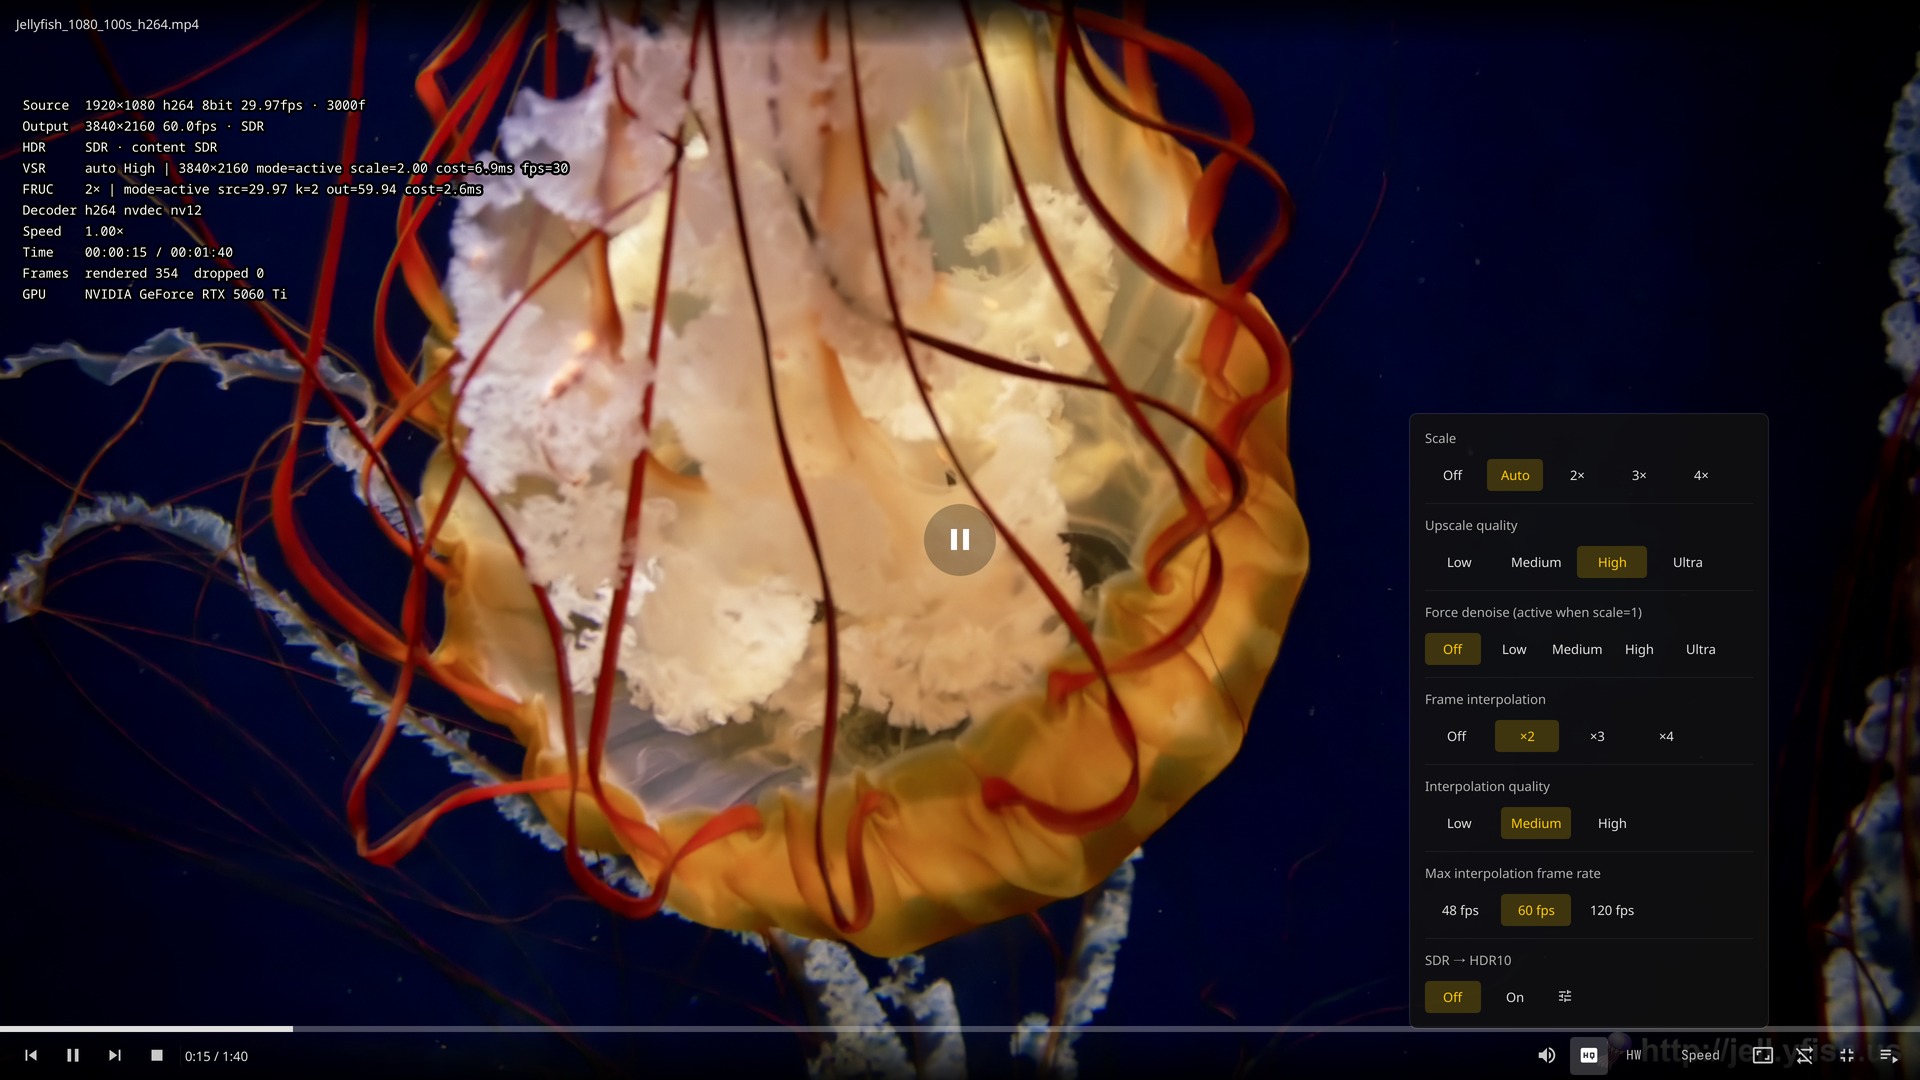 Jellyfish_1080_100s_h264.mp4
Source 1920×1080 h264 8bit 29.97fps · 3000f
Output 3840×2160 60.0fps · SDR
HDR SDR · content SDR
VSR auto High | 3840×2160 mode=active scale=2.00 cost=6.9ms fps=30
FRUC 2× | mode=active src=29.97 k=2 out=59.94 cost=2.6ms
Decoder h264 nvdec nv12
Speed 1.00×
Time 00:00:15 / 00:01:40
Frames rendered 354 dropped 0
GPU NVIDIA GeForce RTX 5060 Ti
Scale
Off Auto 2× 3× 4×
Upscale quality
Low Medium High Ultra
Force denoise (active when scale=1)
Off Low Medium High Ultra
Frame interpolation
Off ×2 ×3 ×4
Interpolation quality
Low Medium High
Max interpolation frame rate
48 fps 60 fps 120 fps
SDR → HDR10
Off On
0:15 / 1:40
HQ HW Speed